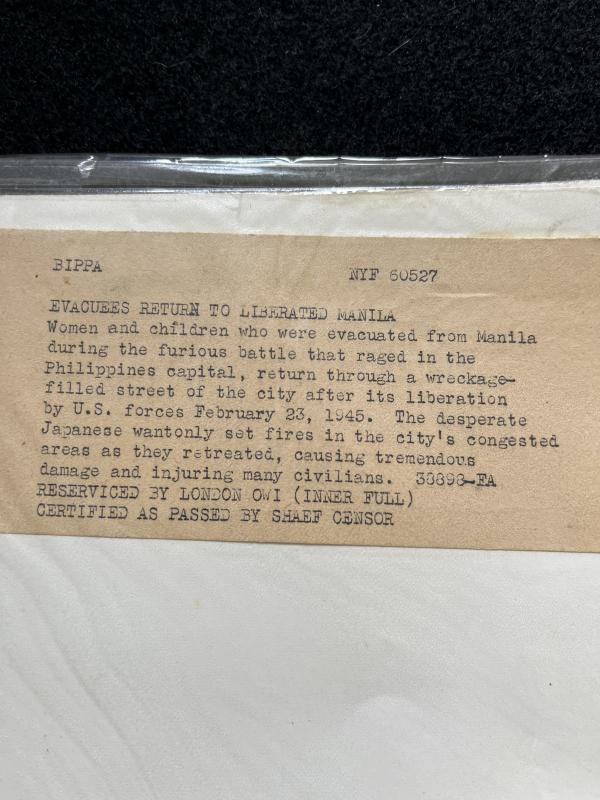 BIPPA
NYF 60527
EVACUEES RETURN TO LIBERATED MANILA
Women and children who were evacuated from Manila
during the furious battle that raged in the
Philippines capital, return through a wreckage-
filled street of the city after its liberation
by U.S. forces February 23, 1945. The desperate
Japanese wantonly set fires in the city's congested
areas as they retreated, causing tremendous
damage and injuring many civilians. 38898-FA
RESERVICED BY LONDON OWI (INNER FULL)
CERTIFIED AS PASSED BY SHAEF CENSOR